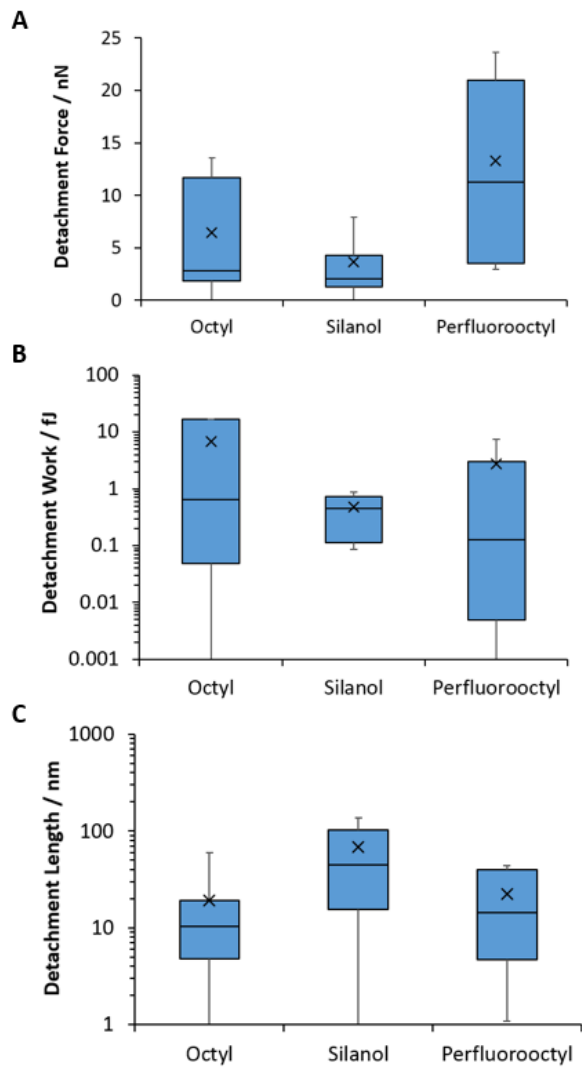 A
Detachment Force / nN
25
20
15
10
5
0
Octyl Silanol Perfluorooctyl
B
Detachment Work / fJ
100
10
1
0.1
0.01
0.001
Octyl Silanol Perfluorooctyl
C
Detachment Length / nm
1000
100
10
1
Octyl Silanol Perfluorooctyl